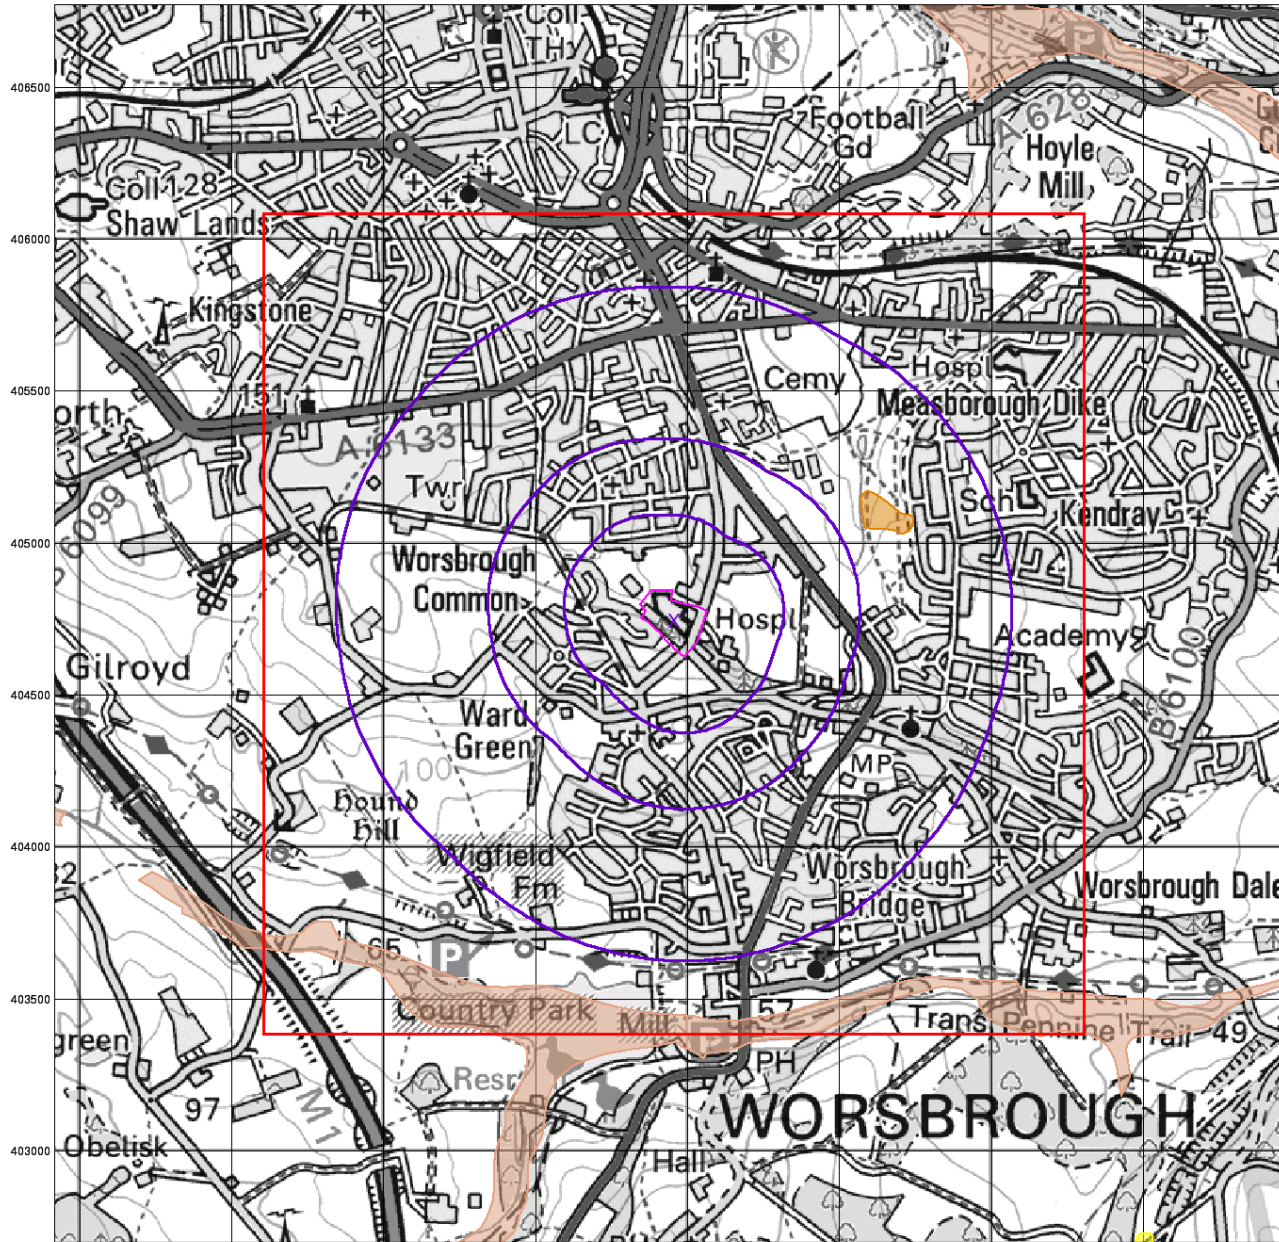 Coll
TH
406500
LC
Football
Gd
A 628
Hoyle
Mill
Coll 128
Shaw Lands
406000
Kingstone
405500
151
orth
A 6133
Cemy
Hospl
Measborough Dike
Twr
6099
Sch
Kendray
405000
Worsbrough
Common
Hospl
Academy
Gilroyd
B 6100
404500
Ward
Green
100
MP
Hound
Hill
404000
Wigfield
Fm
Worsbrough
Bridge
Worsbrough Dale
P
65
403500
Country Park
Mill
57
P
Trans Pennine Trail
49
green
PH
Resr
97
M 1
WORSBROUGH
Obelisk
403000
Hall